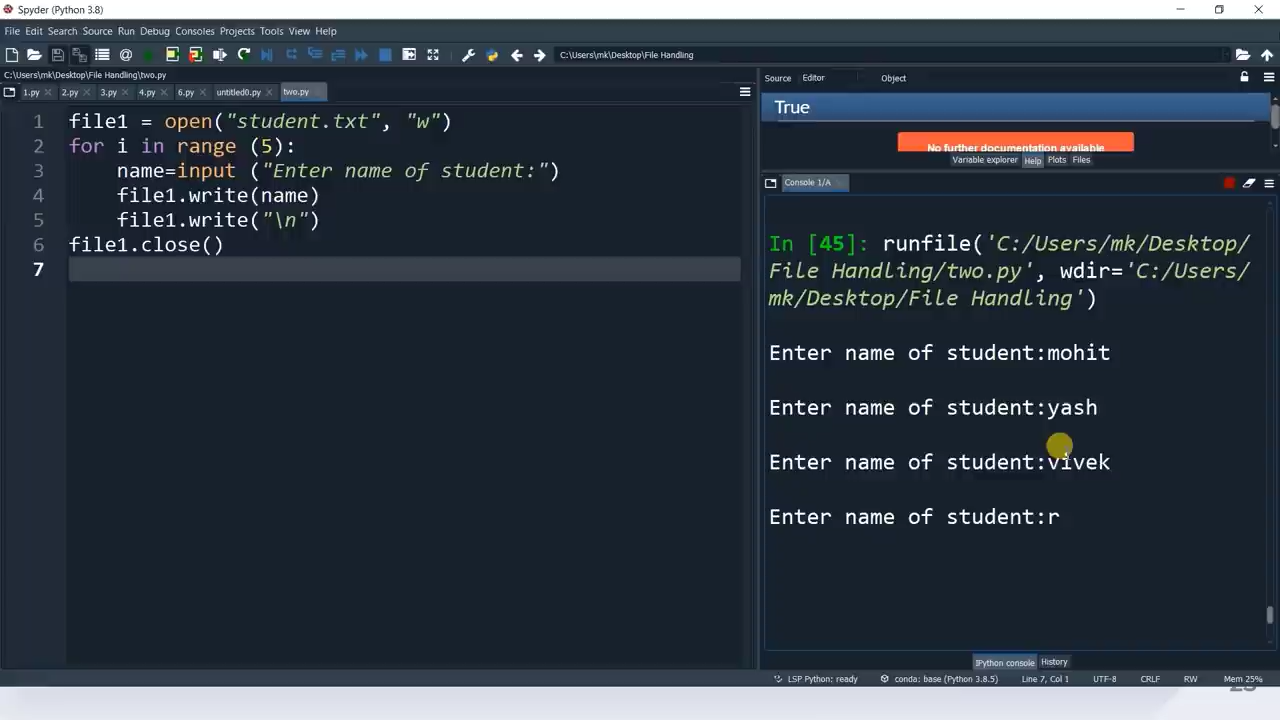 Spyder (Python 3.8)
File Edit Search Source Run Debug Consoles Projects Tools View Help
C:\Users\mk\Desktop\File Handling
C:\Users\mk\Desktop\File Handling\two.py
1.py 2.py 3.py 4.py 6.py untitled0.py two.py
1 file1 = open("student.txt", "w")
2 for i in range (5):
3 name=input ("Enter name of student:")
4 file1.write(name)
5 file1.write("\n")
6 file1.close()
7
Source Editor Object
True
No further documentation available
Variable explorer Help Plots Files
Console 1/A
In [45]: runfile('C:/Users/mk/Desktop/
File Handling/two.py', wdir='C:/Users/
mk/Desktop/File Handling')
Enter name of student:mohit
Enter name of student:yash
Enter name of student:vivek
Enter name of student:r
IPython console History
LSP Python: ready conda: base (Python 3.8.5) Line 7, Col 1 UTF-8 CRLF RW Mem 25%